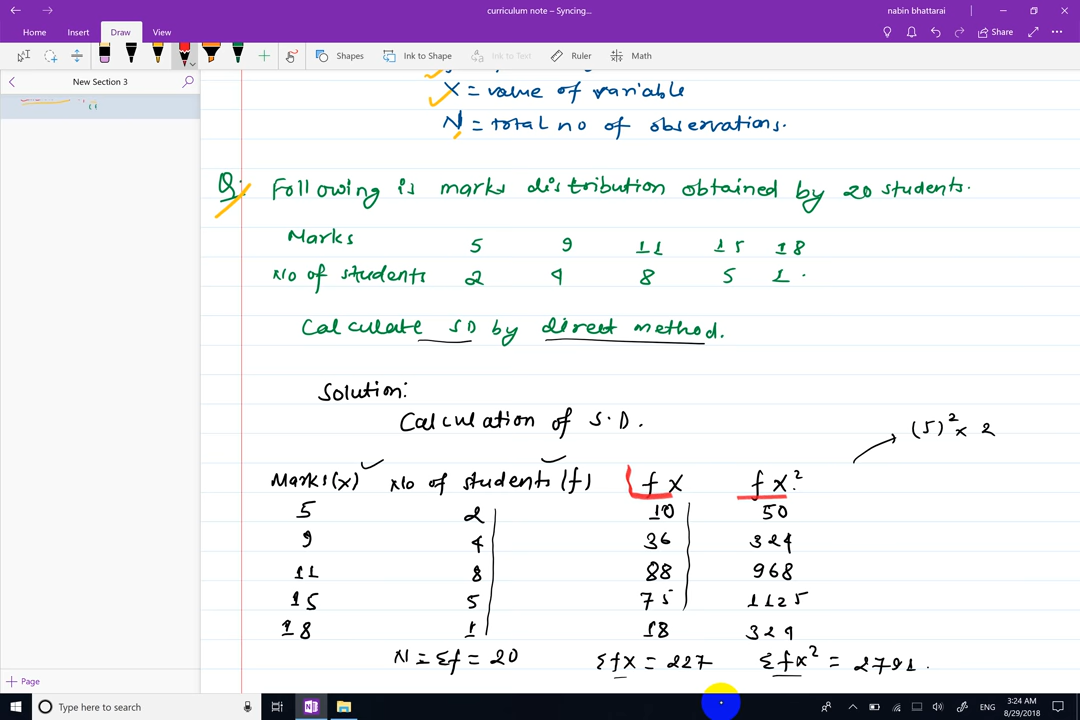 curriculum note – Syncing...
nabin bhattarai
Home Insert Draw View
Share
Shapes Ink to Shape Ink to Text Ruler Math
New Section 3
X = value of variable
N = total no of observations.
Q: Following is marks distribution obtained by 20 students.
Marks 5 9 11 15 18
No of students 2 4 8 5 1
Calculate SD by direct method.
Solution:
Calculation of S.D.
(5)² × 2
Marks(x) No of students (f) fx fx²
5 2 10 50
9 4 36 324
11 8 88 968
15 5 75 1125
18 1 18 324
N = Σf = 20 Σfx = 227 Σfx² = 2791.
Page
Type here to search
ENG
3:24 AM
8/29/2018